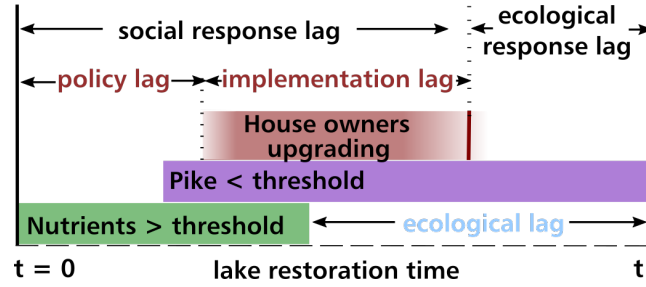 social response lag
ecological
response lag
policy lag
implementation lag
House owners
upgrading
Pike < threshold
Nutrients > threshold
ecological lag
t = 0
lake restoration time
t